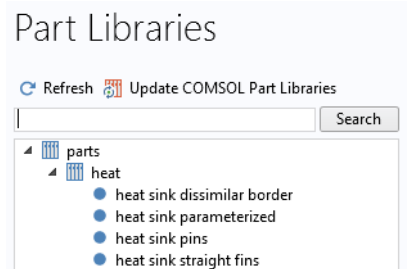 Part Libraries
Refresh Update COMSOL Part Libraries
Search
parts
heat
heat sink dissimilar border
heat sink parameterized
heat sink pins
heat sink straight fins